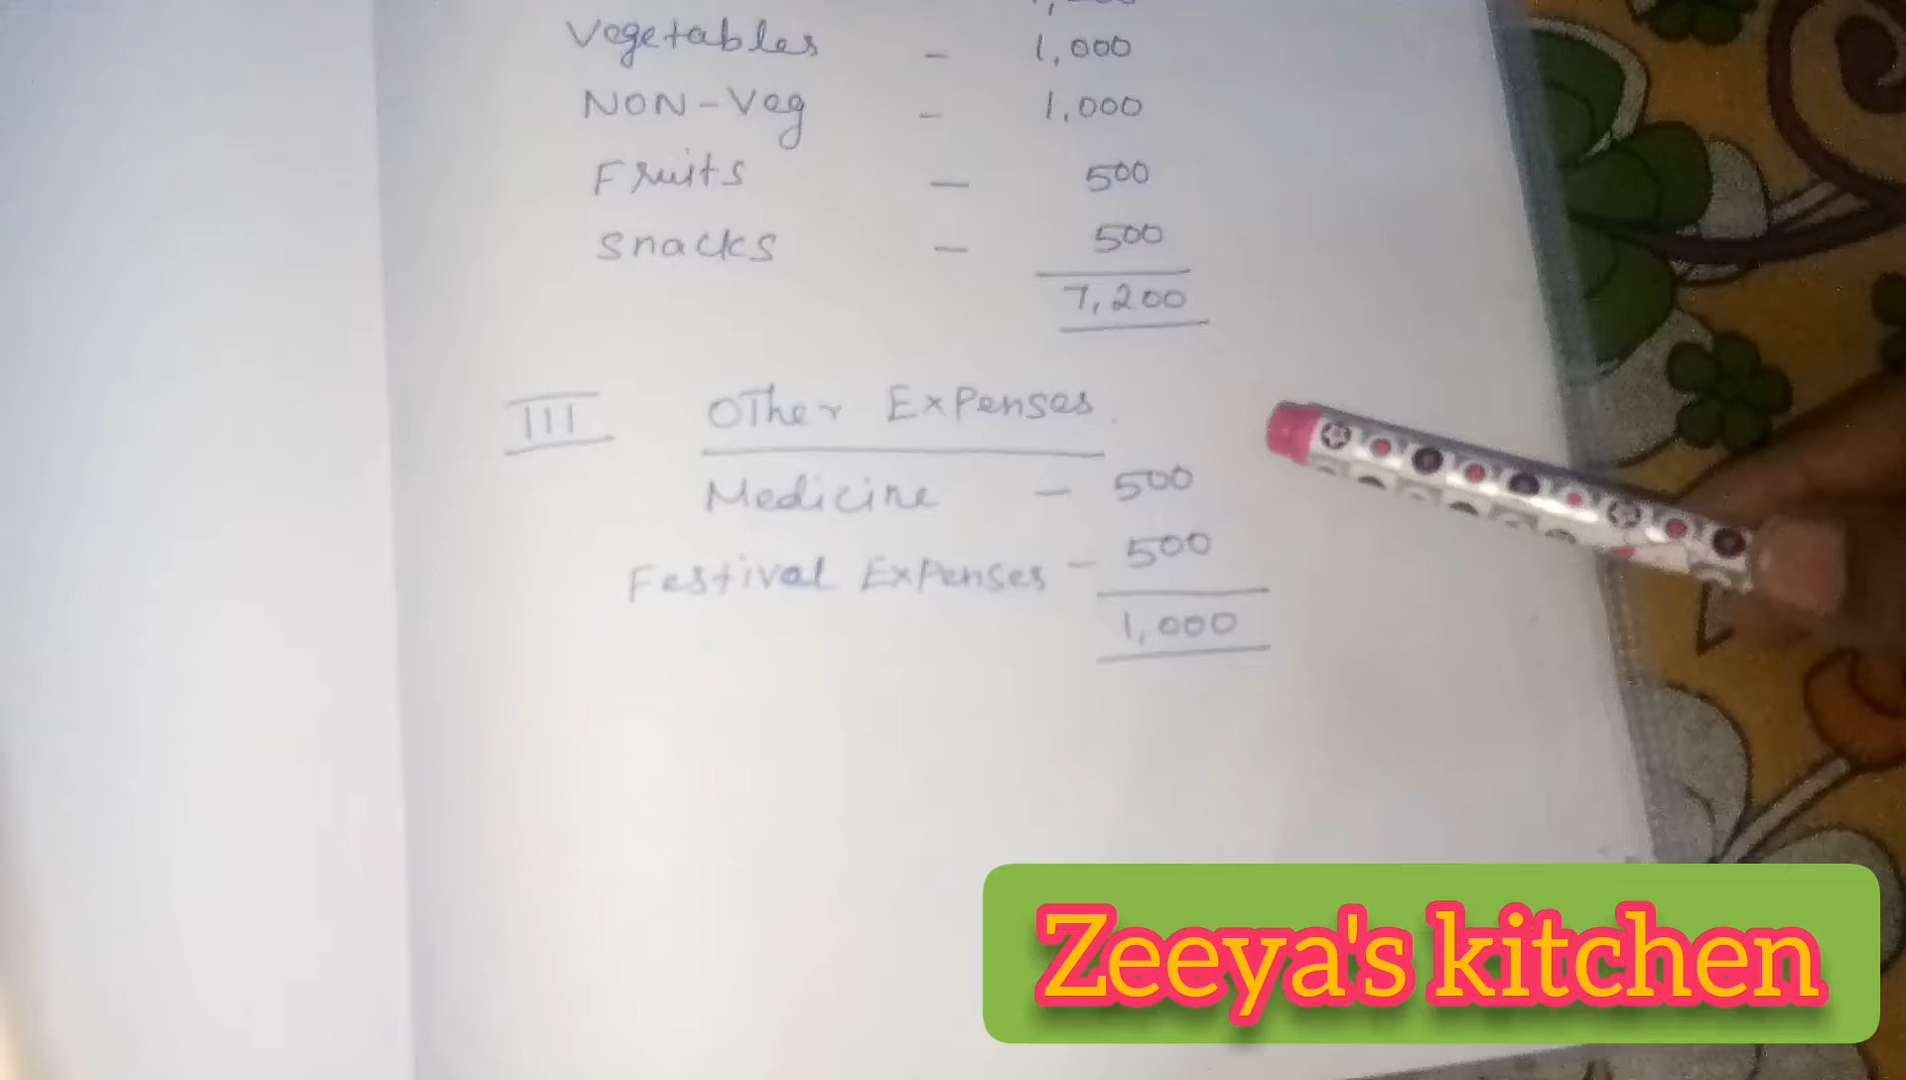 Vegetables - 1,000
NON-Veg - 1,000
Fruits - 500
Snacks - 500
7,200
III Other Expenses
Medicine - 500
Festival Expenses - 500
1,000
Zeeya's kitchen